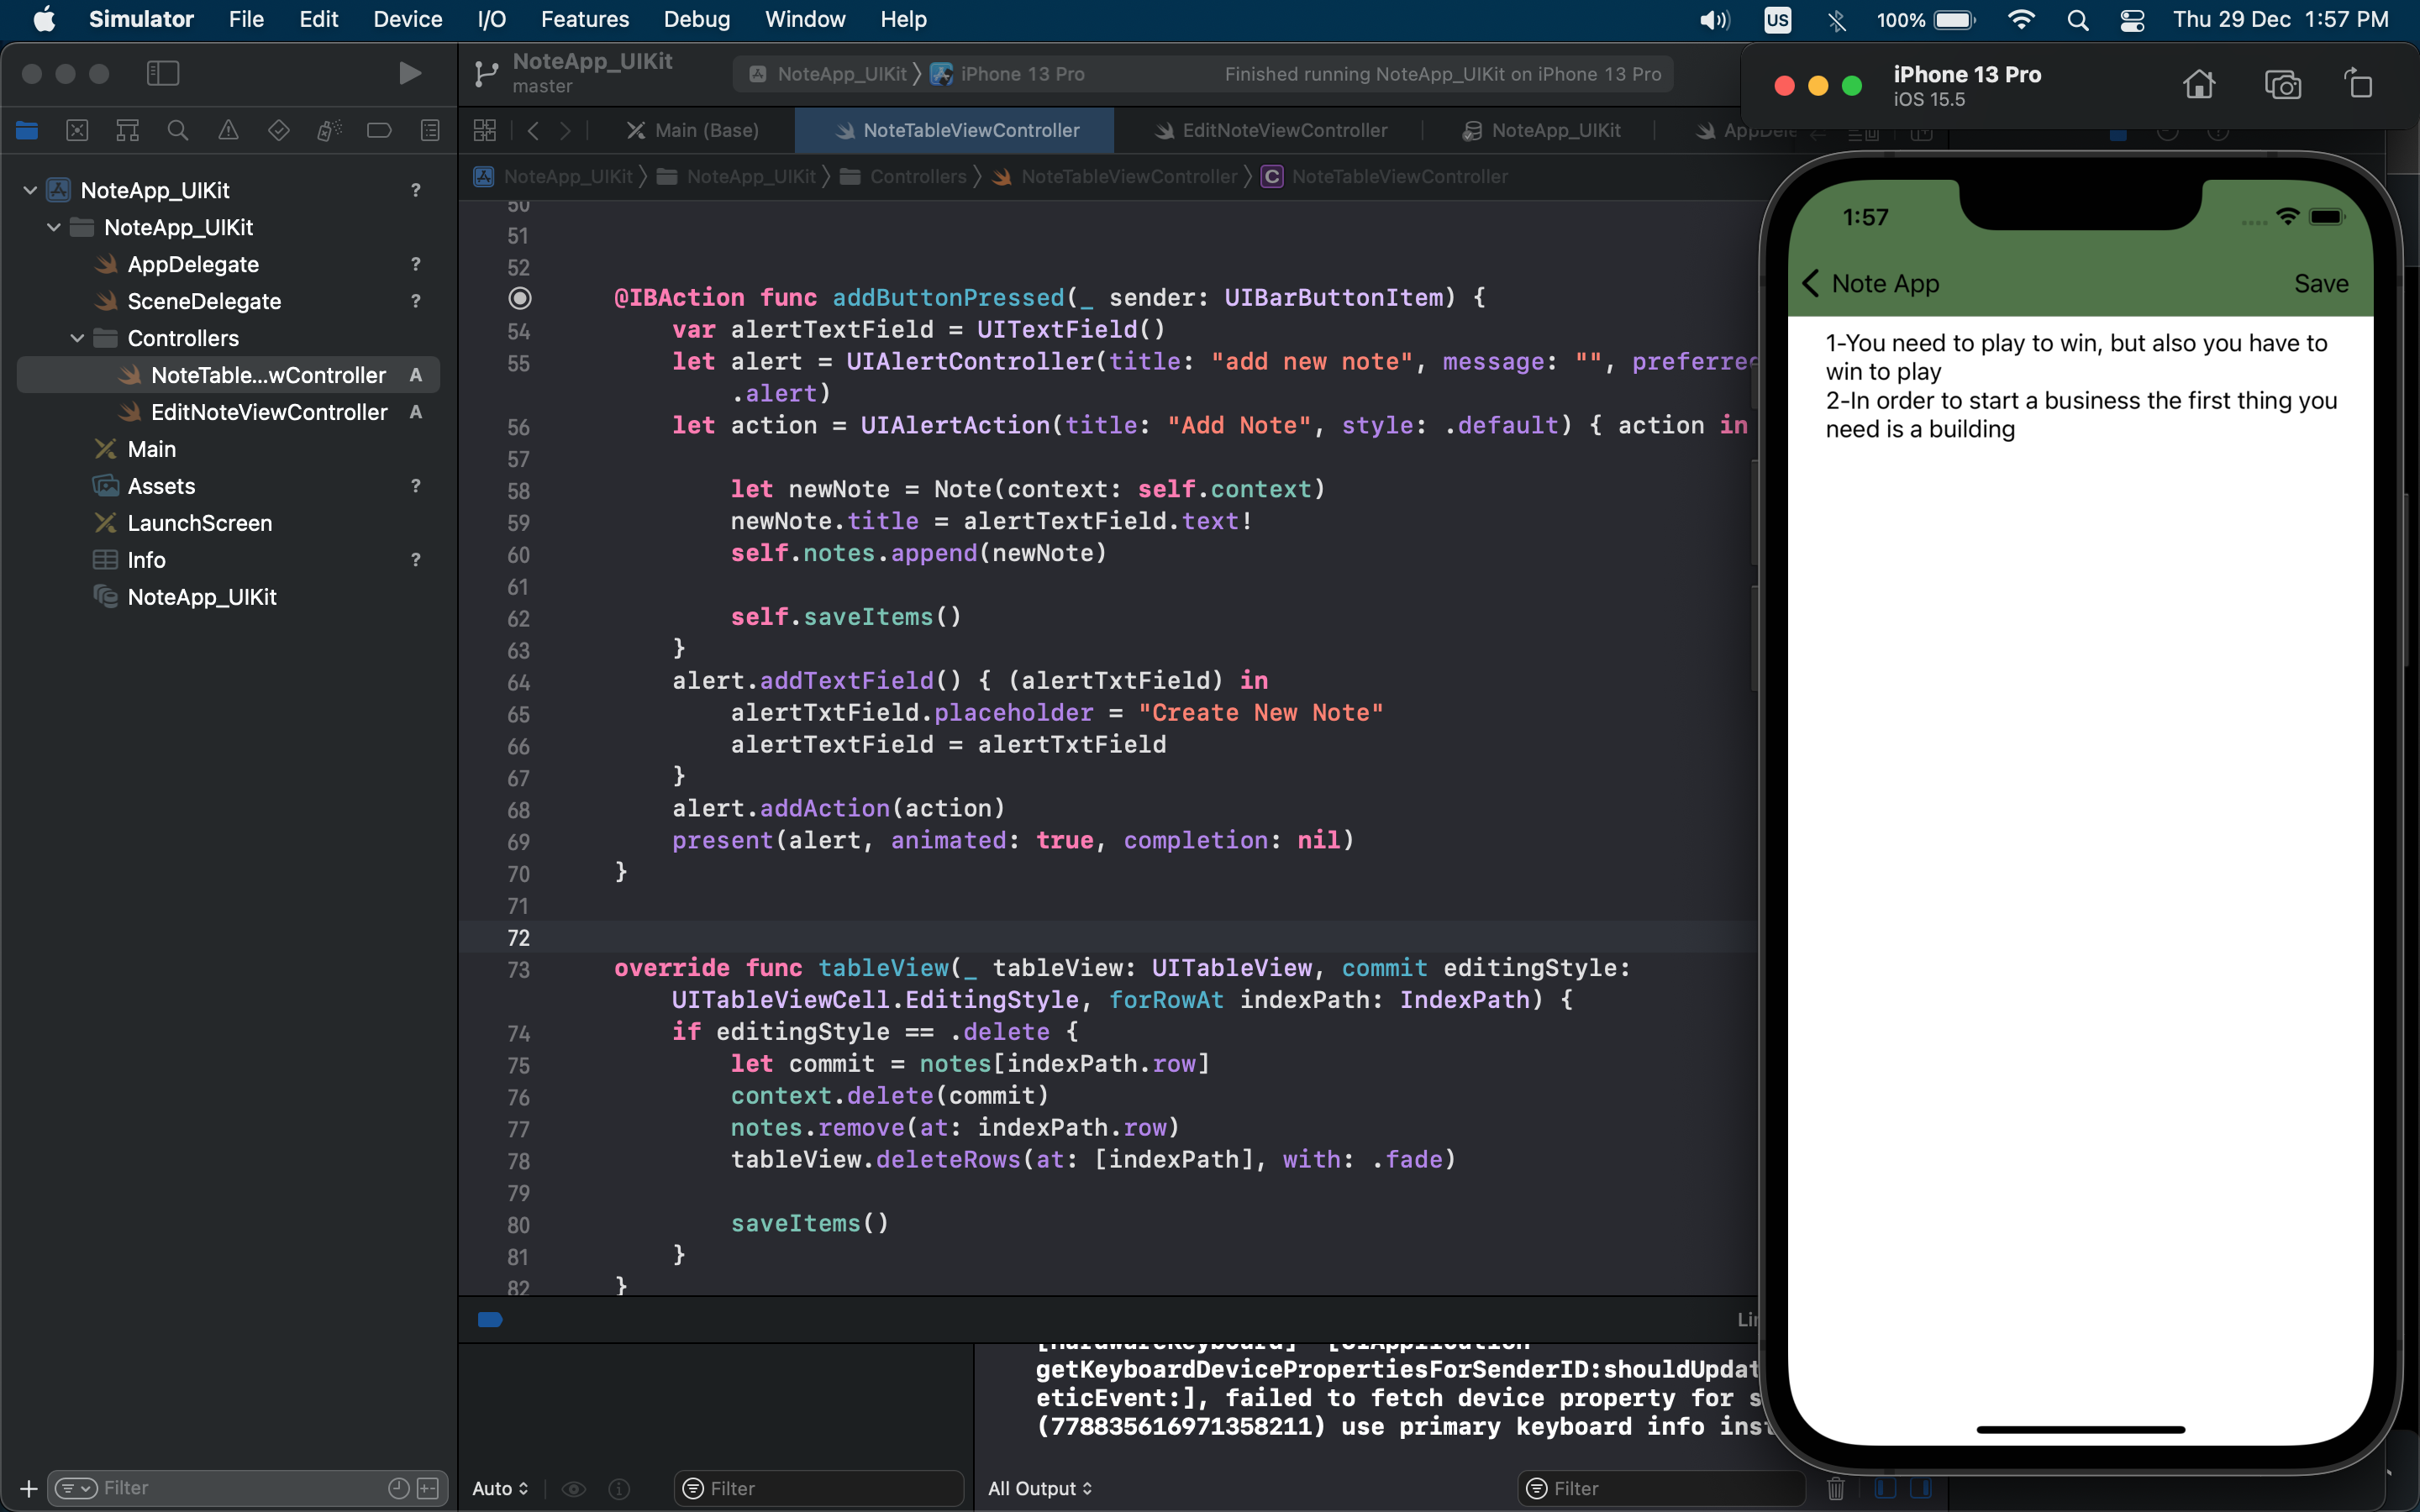 Simulator File Edit Device I/O Features Debug Window Help US 100% Thu 29 Dec 1:57 PM
NoteApp_UIKit
master
NoteApp_UIKit iPhone 13 Pro Finished running NoteApp_UIKit on iPhone 13 Pro
iPhone 13 Pro
iOS 15.5
Main (Base) NoteTableViewController EditNoteViewController NoteApp_UIKit
NoteApp_UIKit NoteApp_UIKit Controllers NoteTableViewController C NoteTableViewController
NoteApp_UIKit ?
NoteApp_UIKit
AppDelegate ?
SceneDelegate ?
Controllers
NoteTable...wController A
EditNoteViewController A
Main
Assets ?
LaunchScreen
Info ?
NoteApp_UIKit
50
51
52
@IBAction func addButtonPressed(_ sender: UIBarButtonItem) {
54 var alertTextField = UITextField()
55 let alert = UIAlertController(title: "add new note", message: "", preferred
.alert)
56 let action = UIAlertAction(title: "Add Note", style: .default) { action in
57
58 let newNote = Note(context: self.context)
59 newNote.title = alertTextField.text!
60 self.notes.append(newNote)
61
62 self.saveItems()
63 }
64 alert.addTextField() { (alertTxtField) in
65 alertTxtField.placeholder = "Create New Note"
66 alertTextField = alertTxtField
67 }
68 alert.addAction(action)
69 present(alert, animated: true, completion: nil)
70 }
71
72
73 override func tableView(_ tableView: UITableView, commit editingStyle:
UITableViewCell.EditingStyle, forRowAt indexPath: IndexPath) {
74 if editingStyle == .delete {
75 let commit = notes[indexPath.row]
76 context.delete(commit)
77 notes.remove(at: indexPath.row)
78 tableView.deleteRows(at: [indexPath], with: .fade)
79
80 saveItems()
81 }
82 }
getKeyboardDevicePropertiesForSenderID:shouldUpdat
eticEvent:], failed to fetch device property for s
(778835616971358211) use primary keyboard info inst
Filter Auto Filter All Output Filter
1:57
Note App Save
1-You need to play to win, but also you have to
win to play
2-In order to start a business the first thing you
need is a building